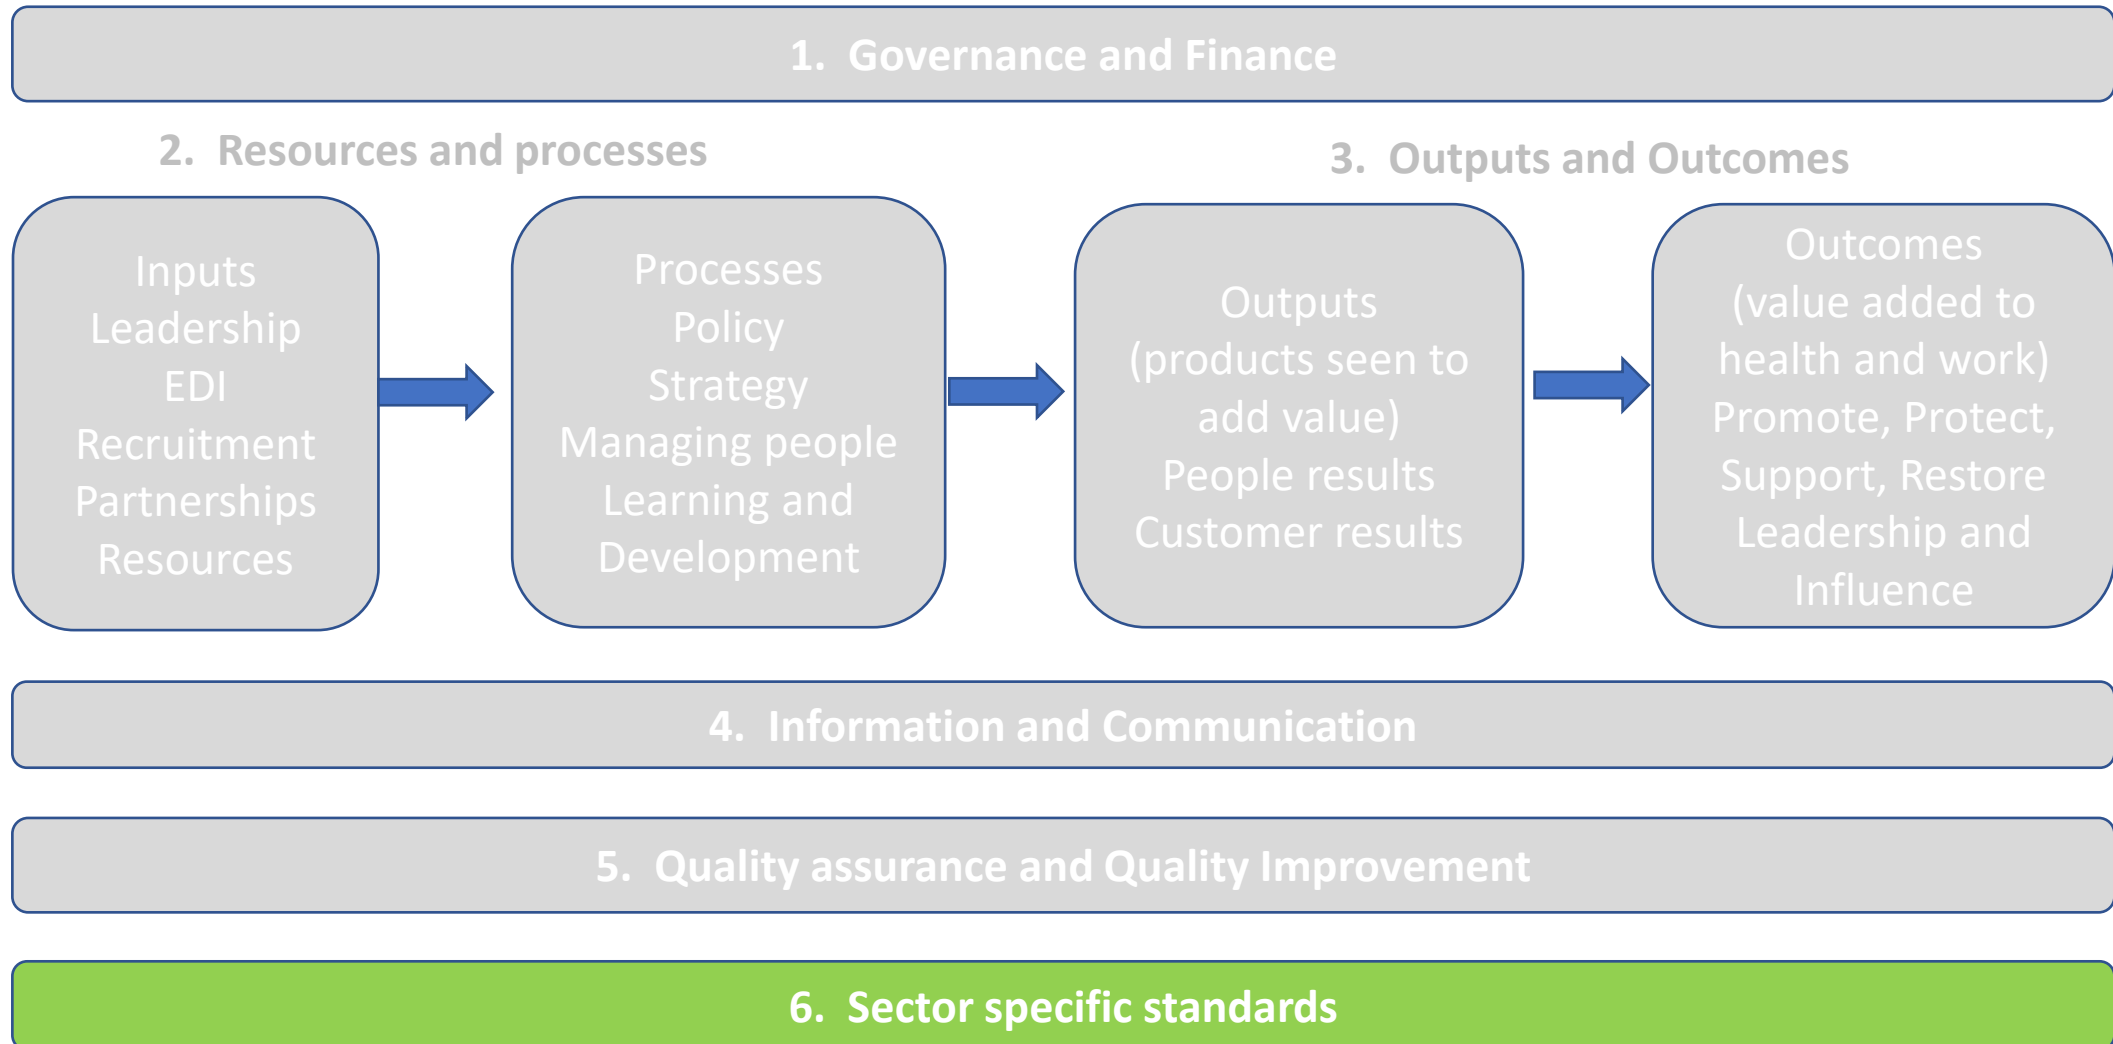 1. Governance and Finance
2. Resources and processes
3. Outputs and Outcomes
Inputs
Leadership
EDI
Recruitment
Partnerships
Resources
Processes
Policy
Strategy
Managing people
Learning and
Development
Outputs
(products seen to
add value)
People results
Customer results
Outcomes
(value added to
health and work)
Promote, Protect,
Support, Restore
Leadership and
Influence
4. Information and Communication
5. Quality assurance and Quality Improvement
6. Sector specific standards